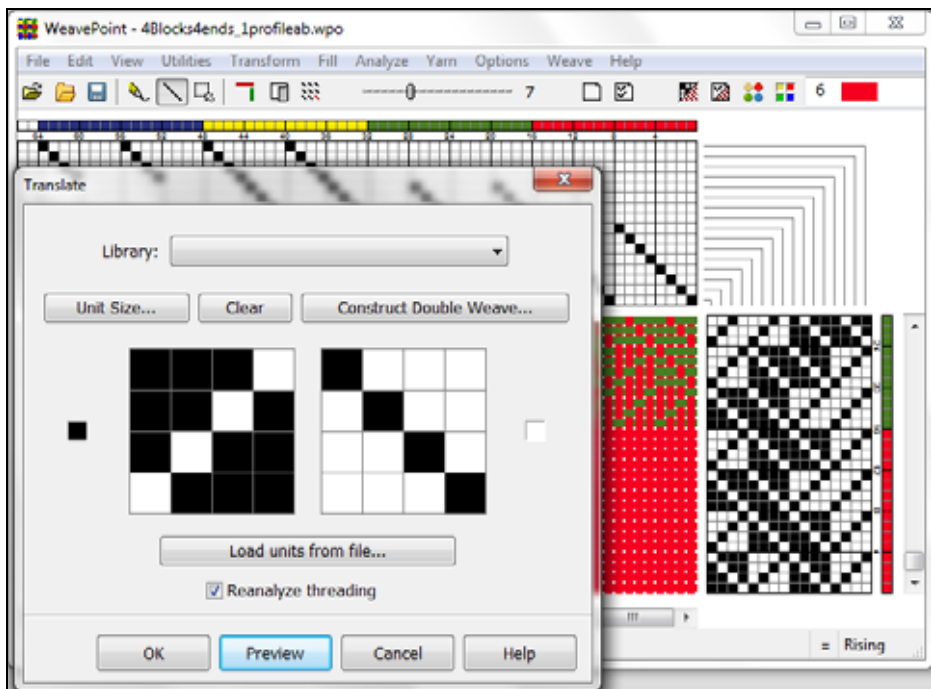 WeavePoint - 4Blocks4ends_1profileab.wpo
File Edit View Utilities Transform Fill Analyze Yarn Options Weave Help
7
6
Translate
Library:
Unit Size... Clear Construct Double Weave...
Load units from file...
Reanalyze threading
OK Preview Cancel Help
= Rising